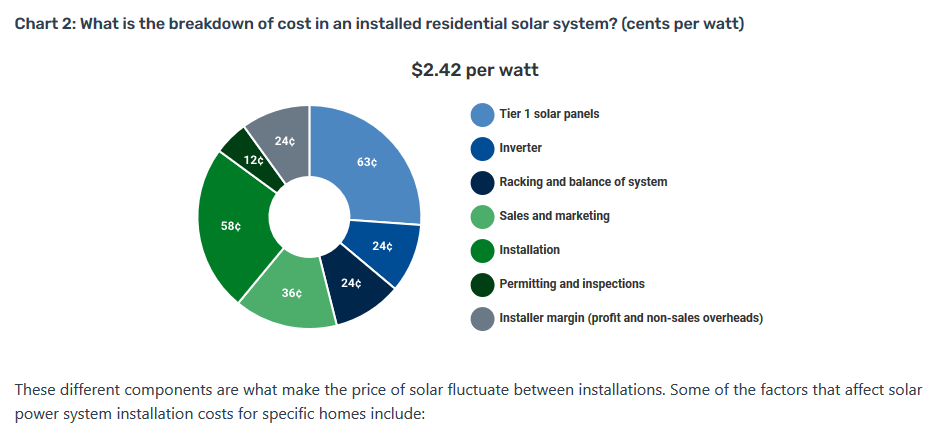 Chart 2: What is the breakdown of cost in an installed residential solar system? (cents per watt)
$2.42 per watt
24¢
12¢
63¢
58¢
24¢
24¢
36¢
Tier 1 solar panels
Inverter
Racking and balance of system
Sales and marketing
Installation
Permitting and inspections
Installer margin (profit and non-sales overheads)
These different components are what make the price of solar fluctuate between installations. Some of the factors that affect solar
power system installation costs for specific homes include: